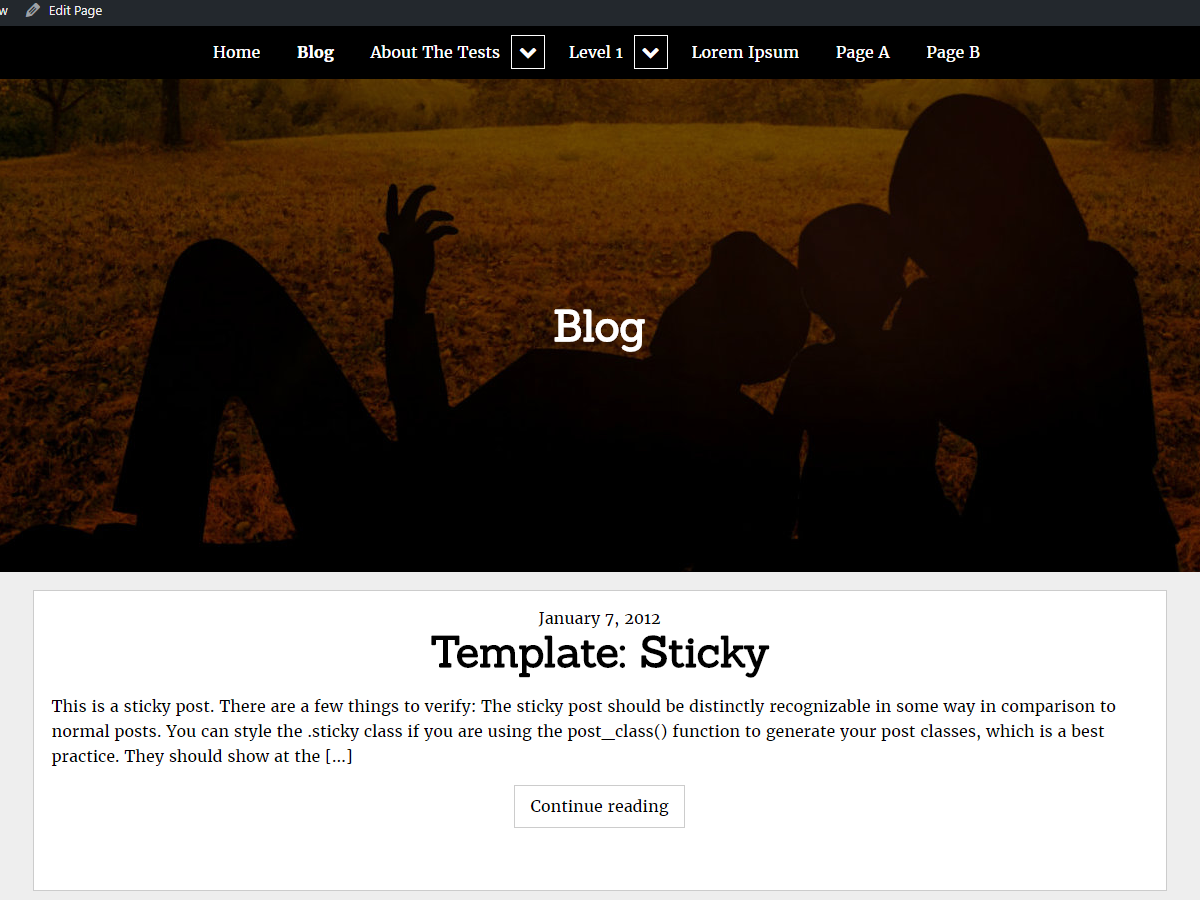 Edit Page
Home Blog About The Tests Level 1 Lorem Ipsum Page A Page B
Blog
January 7, 2012
Template: Sticky
This is a sticky post. There are a few things to verify: The sticky post should be distinctly recognizable in some way in comparison to
normal posts. You can style the .sticky class if you are using the post_class() function to generate your post classes, which is a best
practice. They should show at the […]
Continue reading